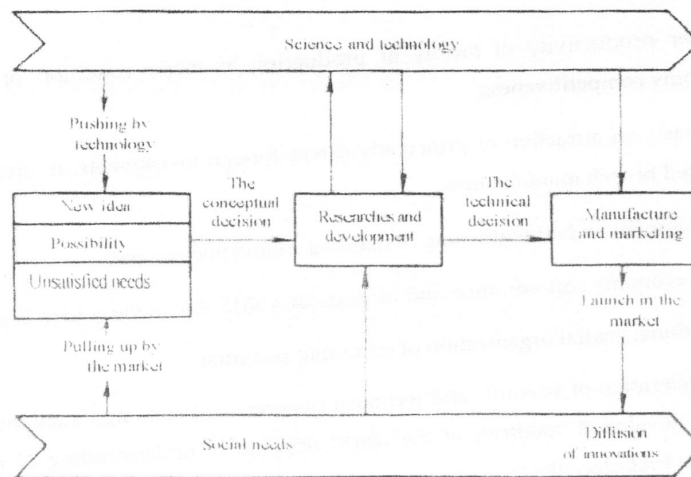 Science and technology
Pushing by
technology
New idea
Possibility
Unsatisfied needs
The
conceptual
decision
Researches and
development
The
technical
decision
Manufacture
and marketing
Launch in the
market
Pulling up by
the market
Social needs
Diffusion
of innovations